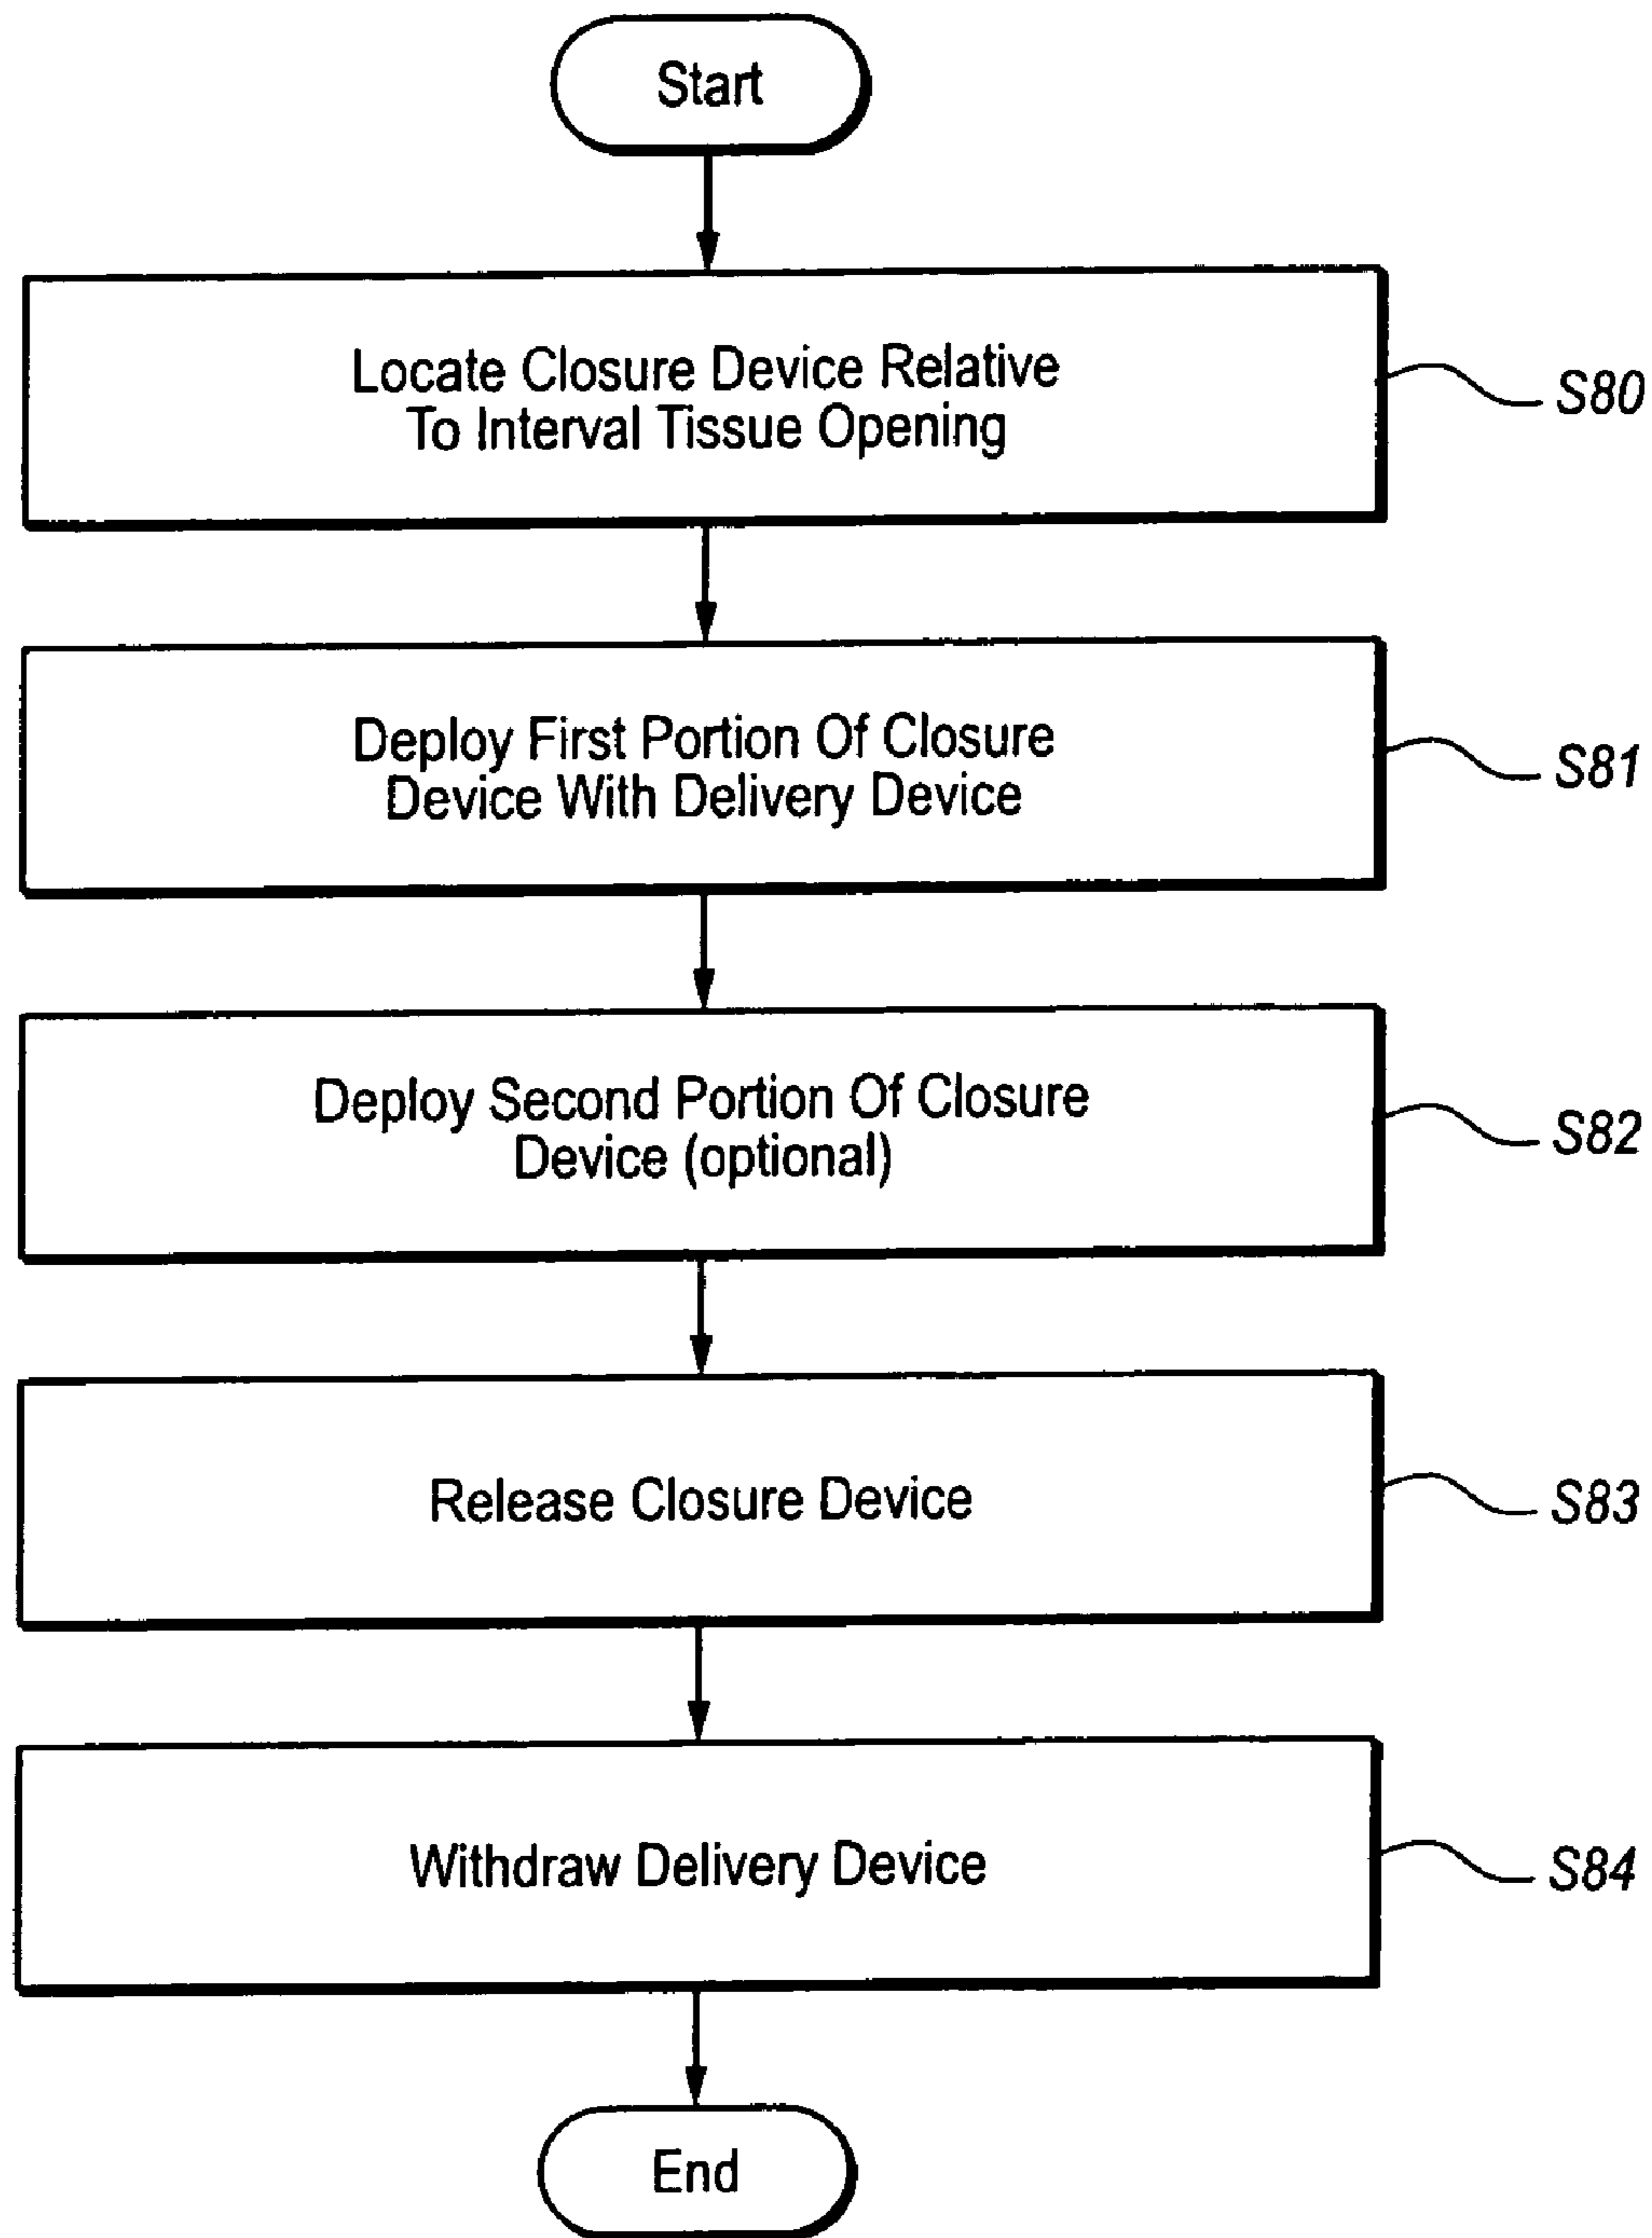 Start
Locate Closure Device Relative
To Interval Tissue Opening
S80
Deploy First Portion Of Closure
Device With Delivery Device
S81
Deploy Second Portion Of Closure
Device (optional)
S82
Release Closure Device
S83
Withdraw Delivery Device
S84
End